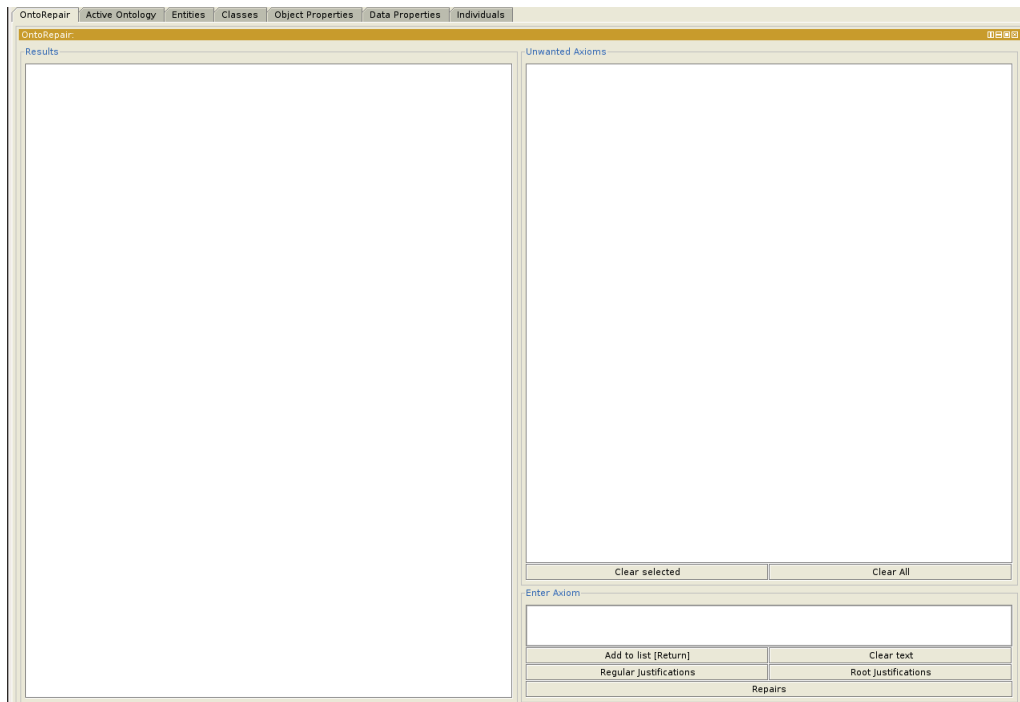 OntoRepair Active Ontology Entities Classes Object Properties Data Properties Individuals
OntoRepair:
Results Unwanted Axioms
Clear selected Clear All
Enter Axiom
Add to list [Return] Clear text
Regular Justifications Root Justifications
Repairs